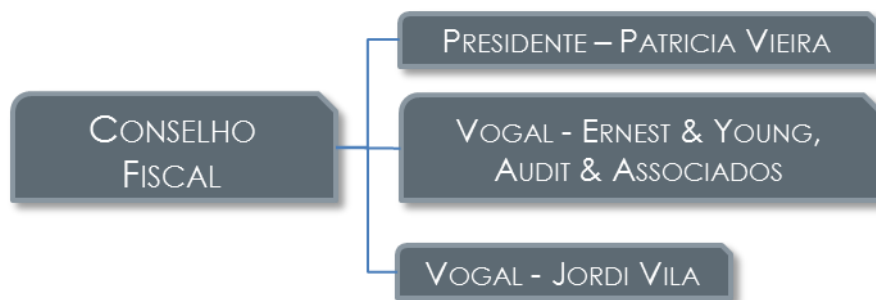 Presidente – Patricia Vieira
Conselho
Fiscal
Vogal - Ernest & Young,
Audit & Associados
Vogal - Jordi Vila